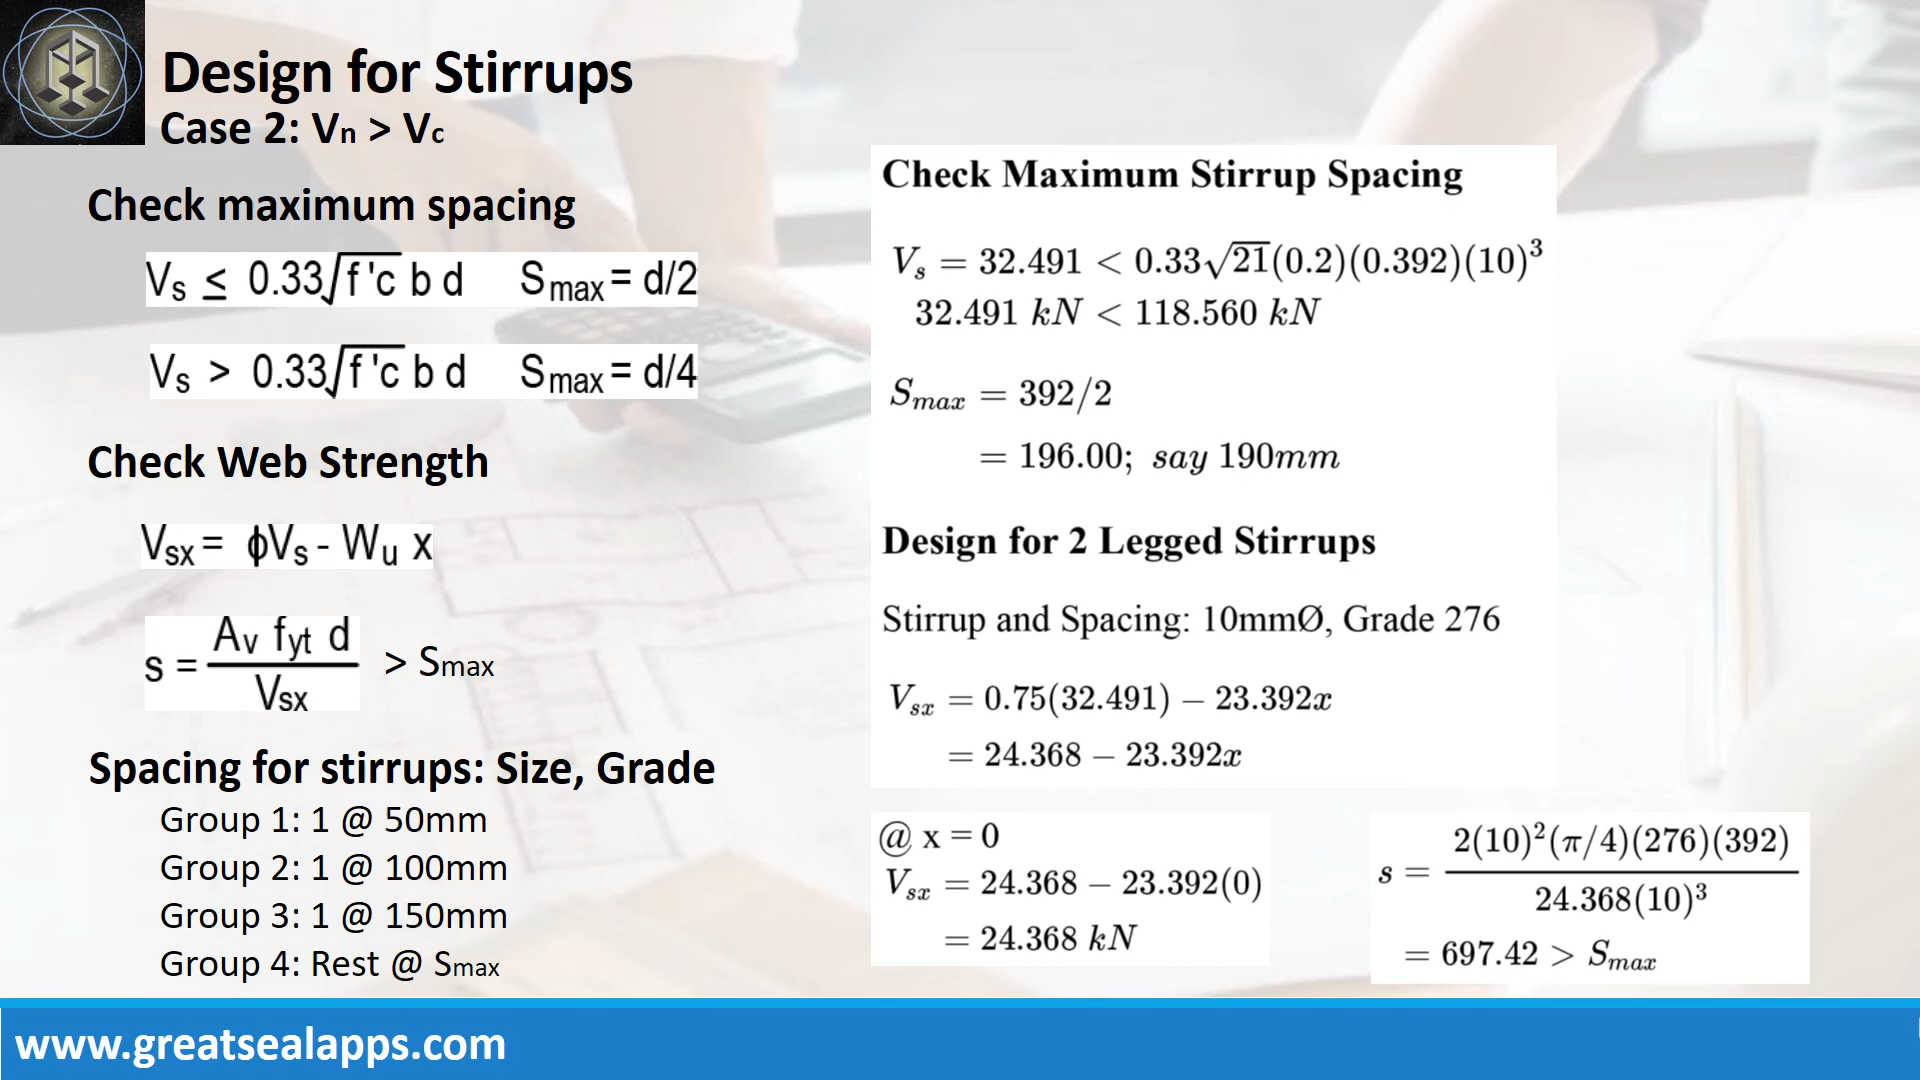 Design for Stirrups
Case 2: Vn > Vc
Check maximum spacing
Vs ≤ 0.33√f 'c b d Smax = d/2
Vs > 0.33√f 'c b d Smax = d/4
Check Web Strength
Vsx = ϕVs - Wu x
s = Av fyt d / Vsx > Smax
Spacing for stirrups: Size, Grade
Group 1: 1 @ 50mm
Group 2: 1 @ 100mm
Group 3: 1 @ 150mm
Group 4: Rest @ Smax
Check Maximum Stirrup Spacing
Vs = 32.491 < 0.33√21(0.2)(0.392)(10)³
32.491 kN < 118.560 kN
Smax = 392/2
= 196.00; say 190mm
Design for 2 Legged Stirrups
Stirrup and Spacing: 10mmØ, Grade 276
Vsx = 0.75(32.491) − 23.392x
= 24.368 − 23.392x
@ x = 0
Vsx = 24.368 − 23.392(0)
= 24.368 kN
s = 2(10)²(π/4)(276)(392) / 24.368(10)³
= 697.42 > Smax
www.greatsealapps.com